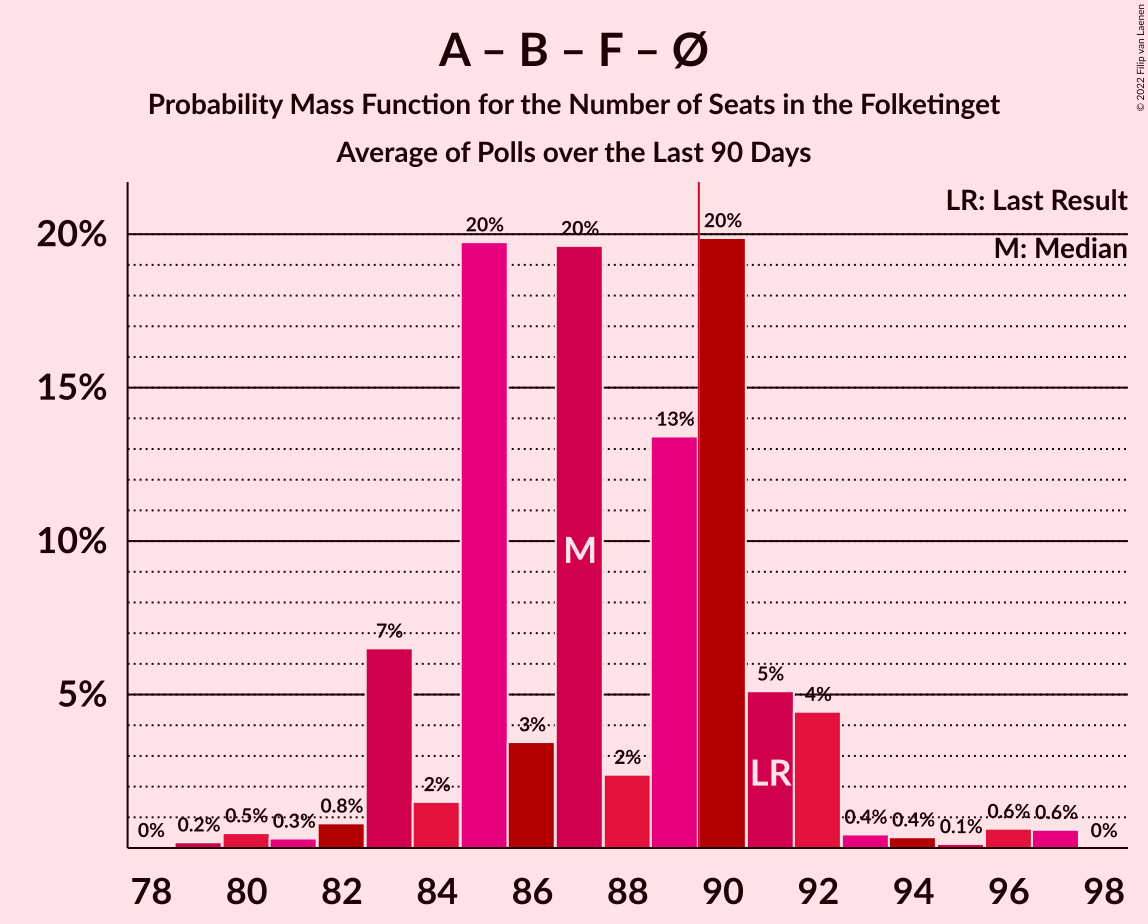 A – B – F – Ø
Probability Mass Function for the Number of Seats in the Folketinget
Average of Polls over the Last 90 Days
© 2022 Filip van Laenen
LR: Last Result
M: Median
20%
15%
10%
5%
0%
0.2%
0.5%
0.3%
0.8%
7%
2%
20%
3%
20%
2%
13%
20%
5%
4%
0.4%
0.4%
0.1%
0.6%
0.6%
0%
M
LR
78 80 82 84 86 88 90 92 94 96 98